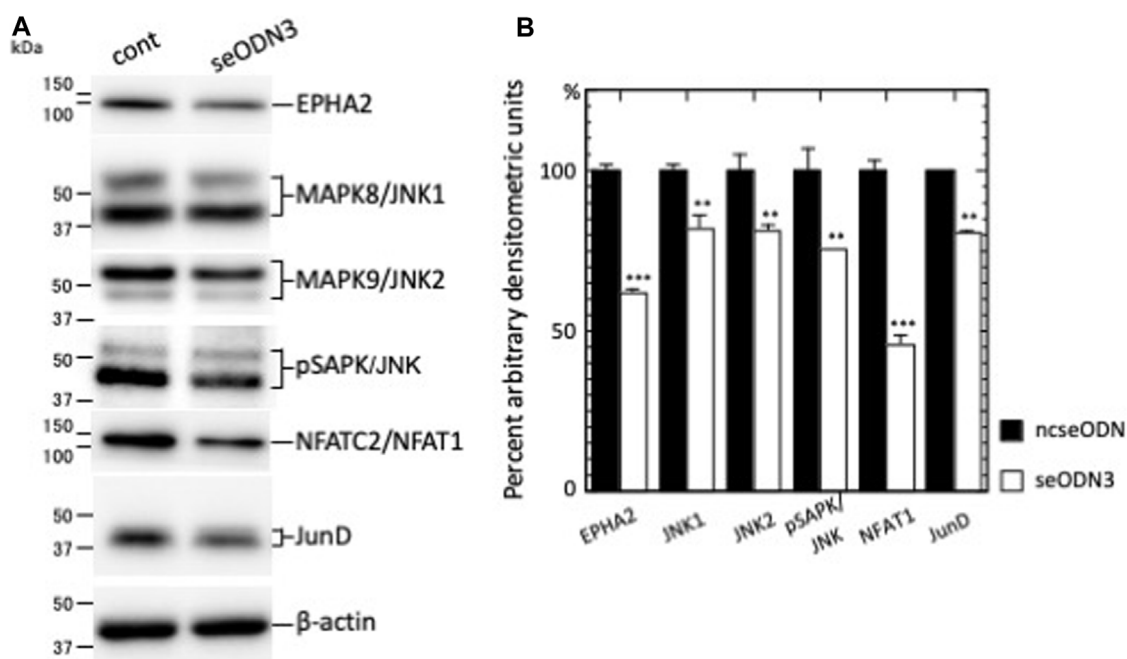 A
kDa
cont
seODN3
150
100
EPHA2
50
37
MAPK8/JNK1
50
37
MAPK9/JNK2
50
37
pSAPK/JNK
150
100
NFATC2/NFAT1
50
37
JunD
50
37
β-actin
B
Percent arbitrary densitometric units
%
100
50
0
***
**
**
**
***
**
EPHA2
JNK1
JNK2
pSAPK/
JNK
NFAT1
JunD
ncseODN
seODN3